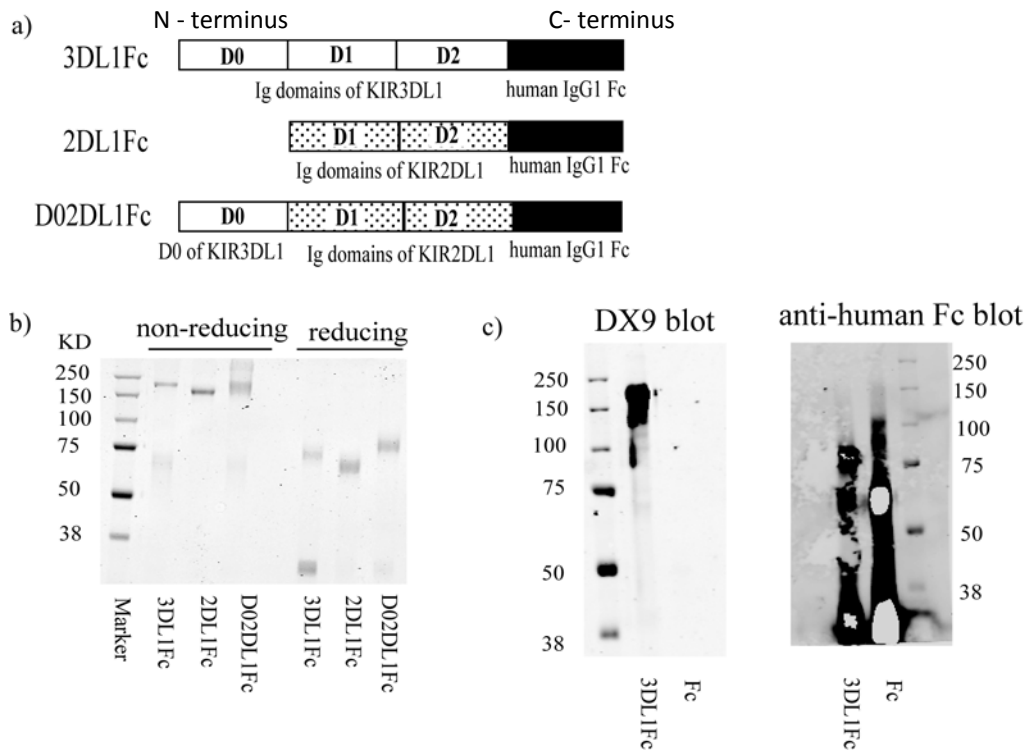 a)
N - terminus C- terminus
3DL1Fc D0 D1 D2
Ig domains of KIR3DL1 human IgG1 Fc
2DL1Fc D1 D2
Ig domains of KIR2DL1 human IgG1 Fc
D02DL1Fc D0 D1 D2
D0 of KIR3DL1 Ig domains of KIR2DL1 human IgG1 Fc
b)
KD non-reducing reducing
250
150
100
75
50
38
Marker
3DL1Fc
2DL1Fc
D02DL1Fc
3DL1Fc
2DL1Fc
D02DL1Fc
c)
DX9 blot
250
150
100
75
50
38
3DL1Fc
Fc
anti-human Fc blot
250
150
100
75
50
38
3DL1Fc
Fc